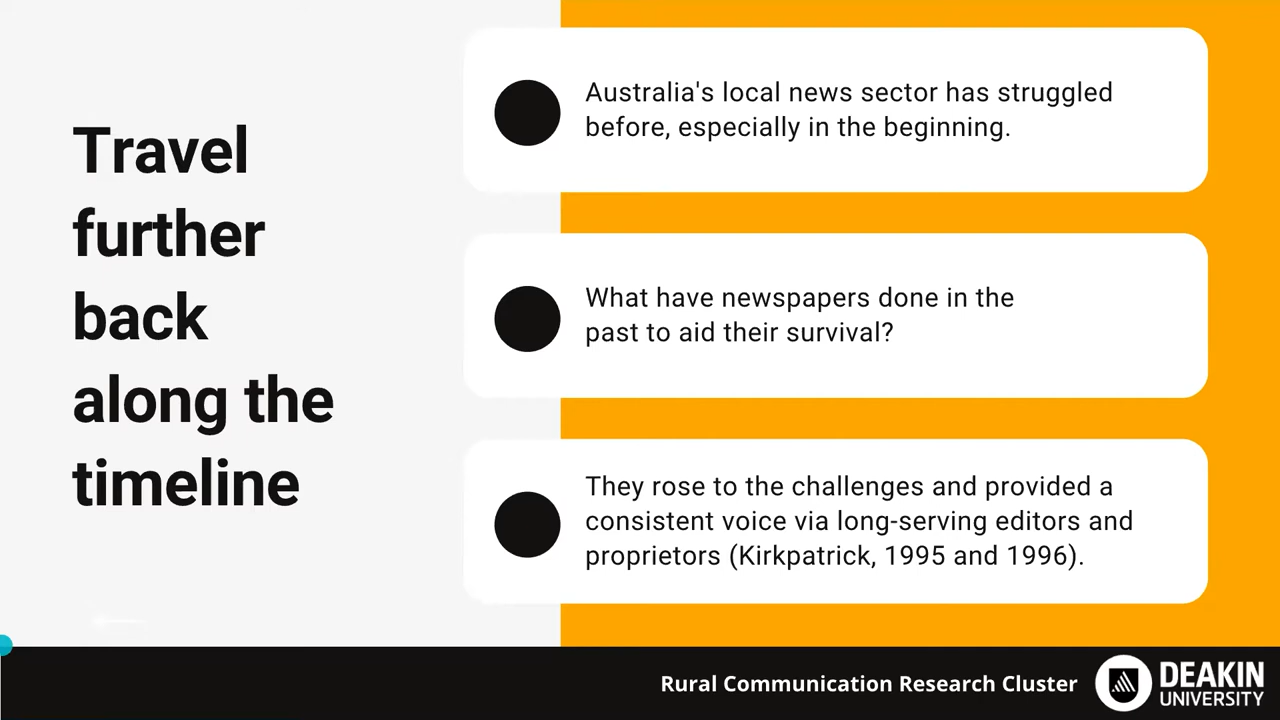 Travel
further
back
along the
timeline
Australia's local news sector has struggled
before, especially in the beginning.
What have newspapers done in the
past to aid their survival?
They rose to the challenges and provided a
consistent voice via long-serving editors and
proprietors (Kirkpatrick, 1995 and 1996).
Rural Communication Research Cluster
DEAKIN
UNIVERSITY